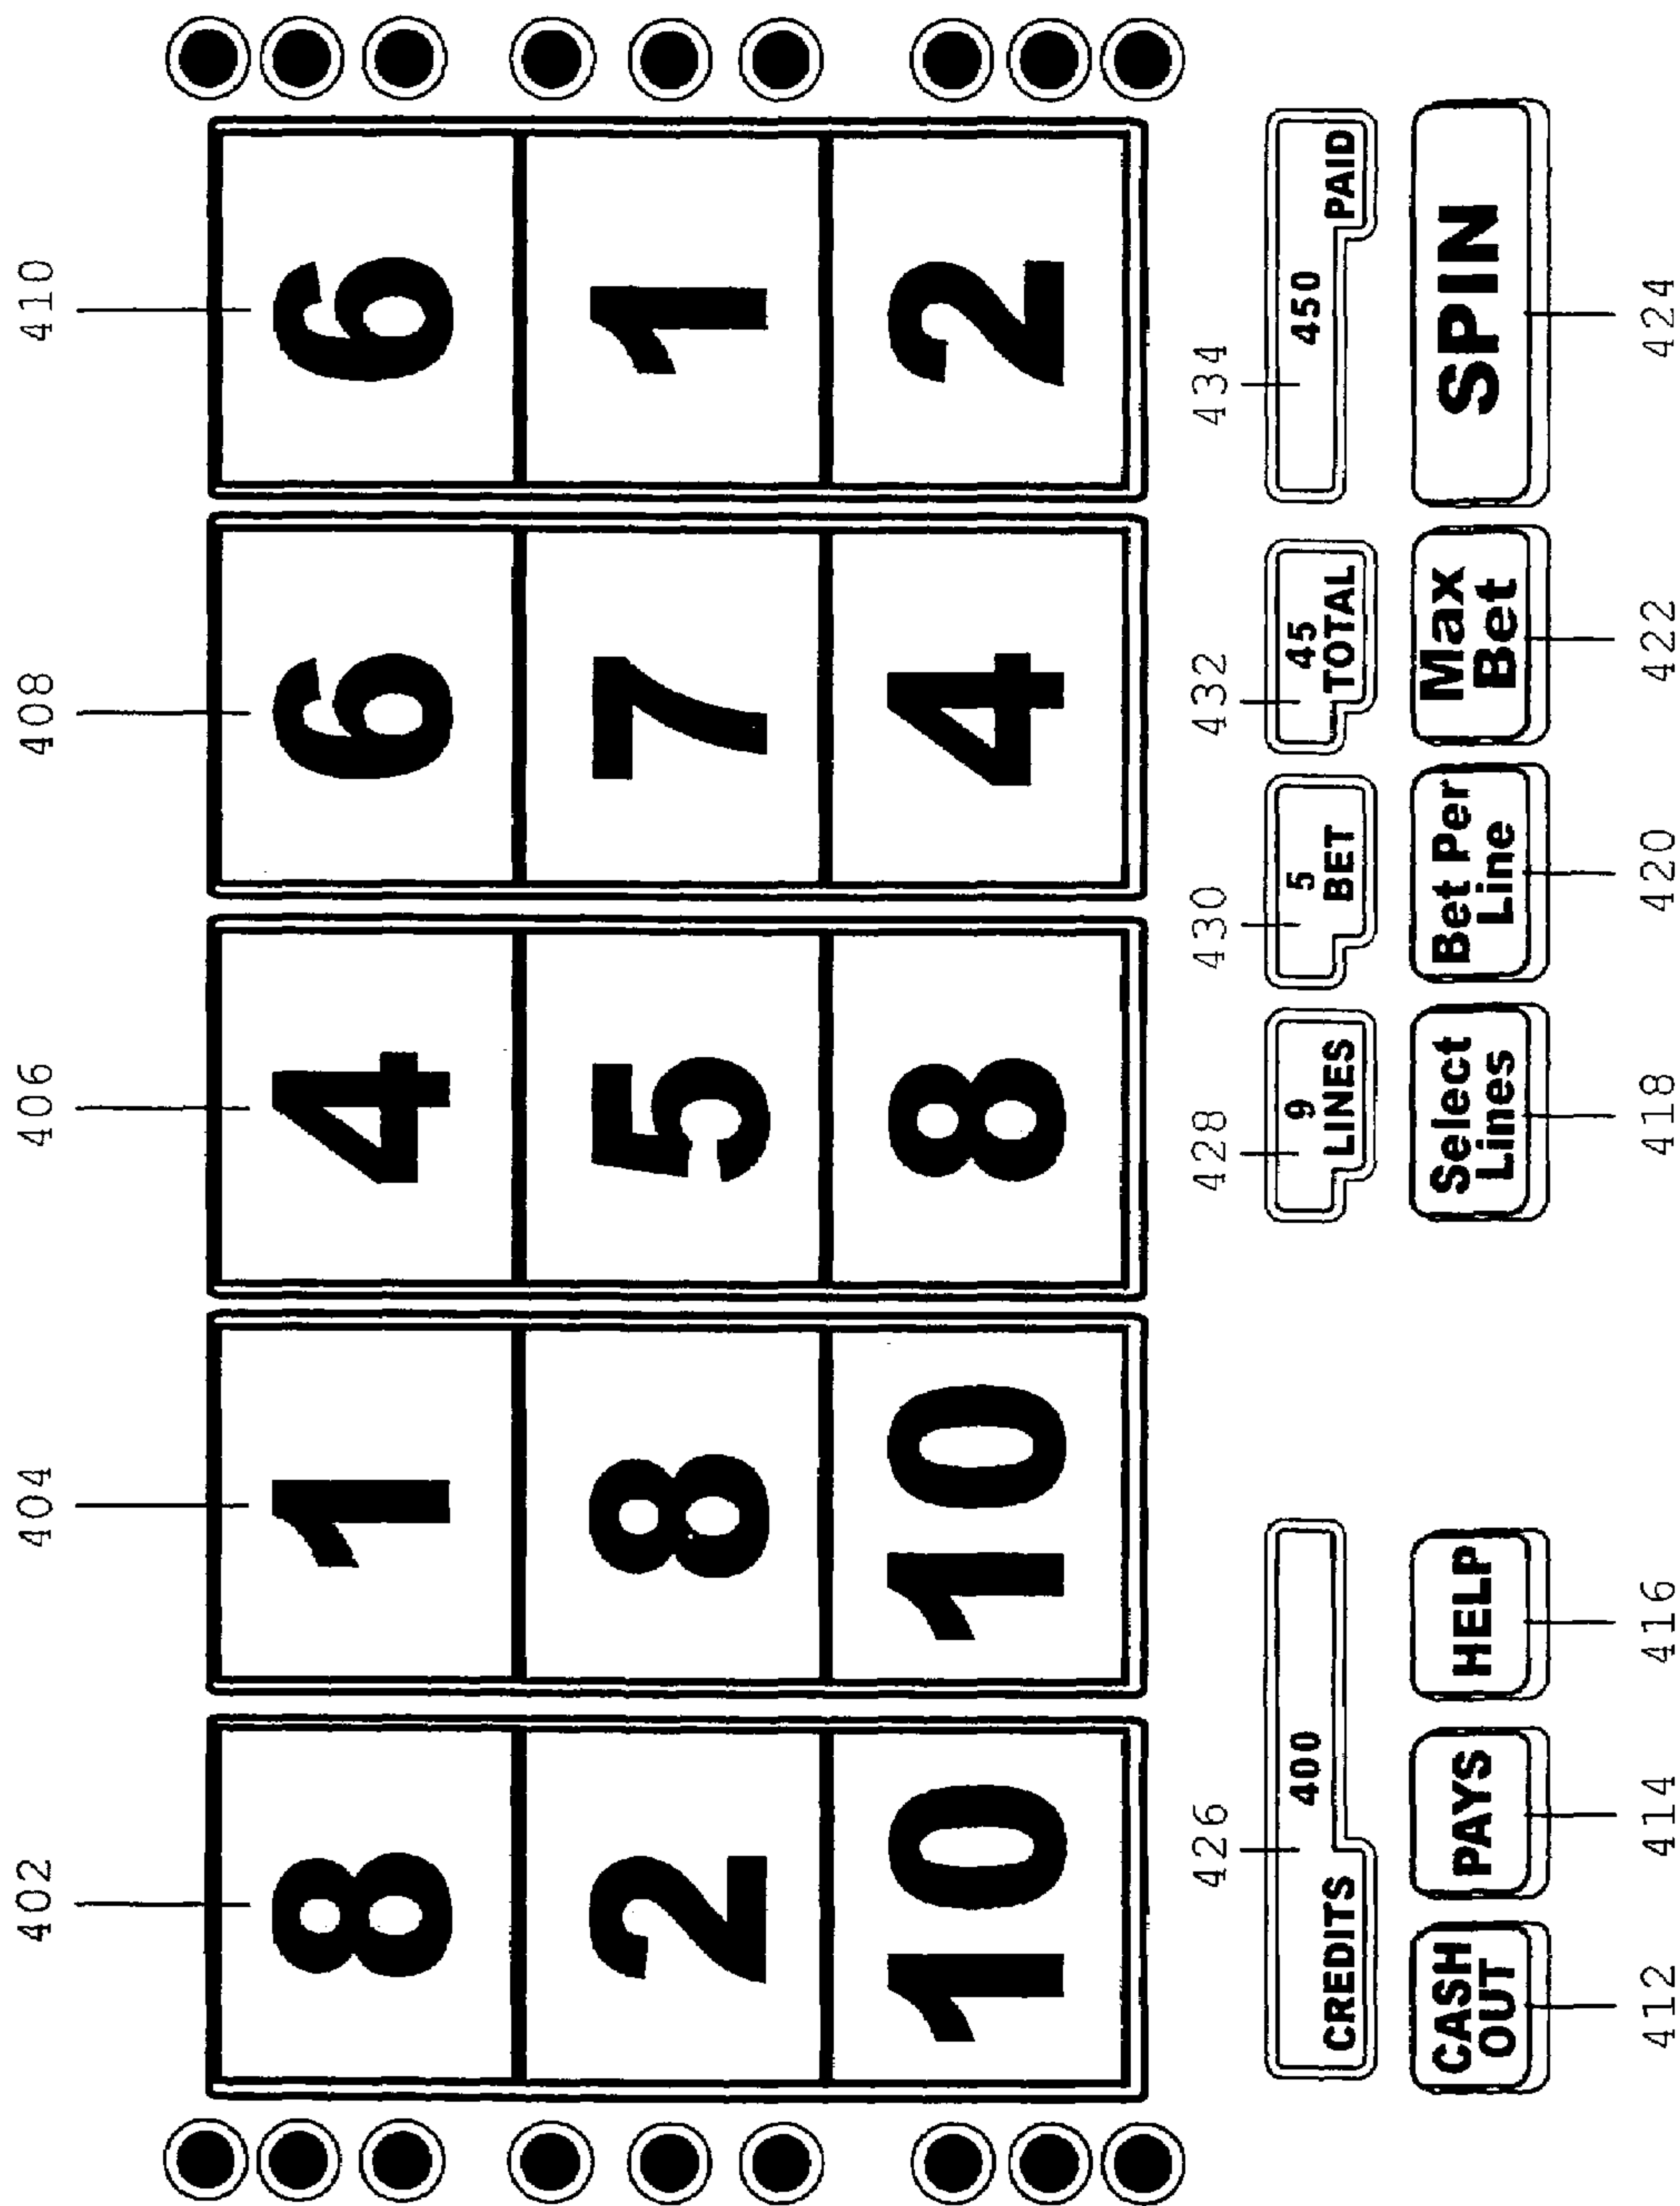 402 404 406 408 410
8 1 4 6 6
2 8 5 7 1
10 10 8 4 2
426 428 430 432 434
400 9 5 45 450
CREDITS LINES BET TOTAL PAID
CASH OUT
PAYS
HELP
Select Lines
Bet Per Line
Max Bet
SPIN
412 414 416 418 420 422 424